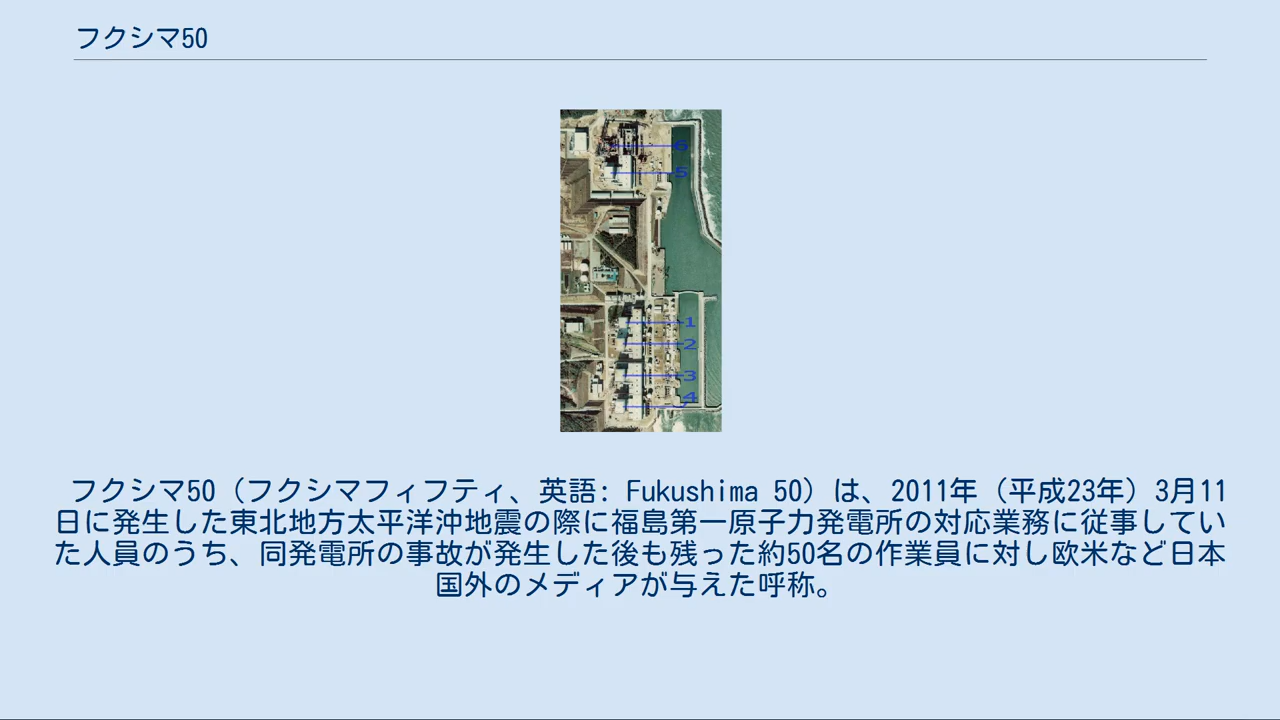 フクシマ50
6
5
1
2
3
4
フクシマ50（フクシマフィフティ、英語: Fukushima 50）は、2011年（平成23年）3月11
日に発生した東北地方太平洋沖地震の際に福島第一原子力発電所の対応業務に従事してい
た人員のうち、同発電所の事故が発生した後も残った約50名の作業員に対し欧米など日本
国外のメディアが与えた呼称。